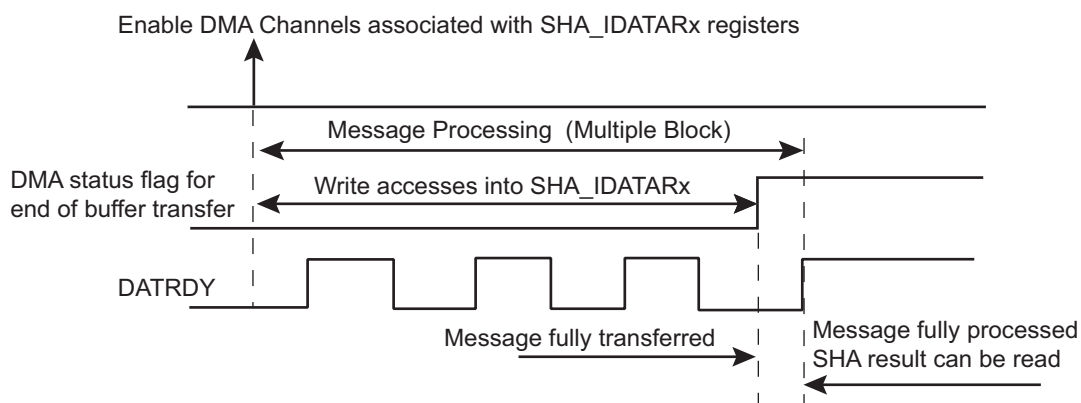 Enable DMA Channels associated with SHA_IDATARx registers
Message Processing (Multiple Block)
DMA status flag for
end of buffer transfer
Write accesses into SHA_IDATARx
DATRDY
Message fully transferred
Message fully processed
SHA result can be read